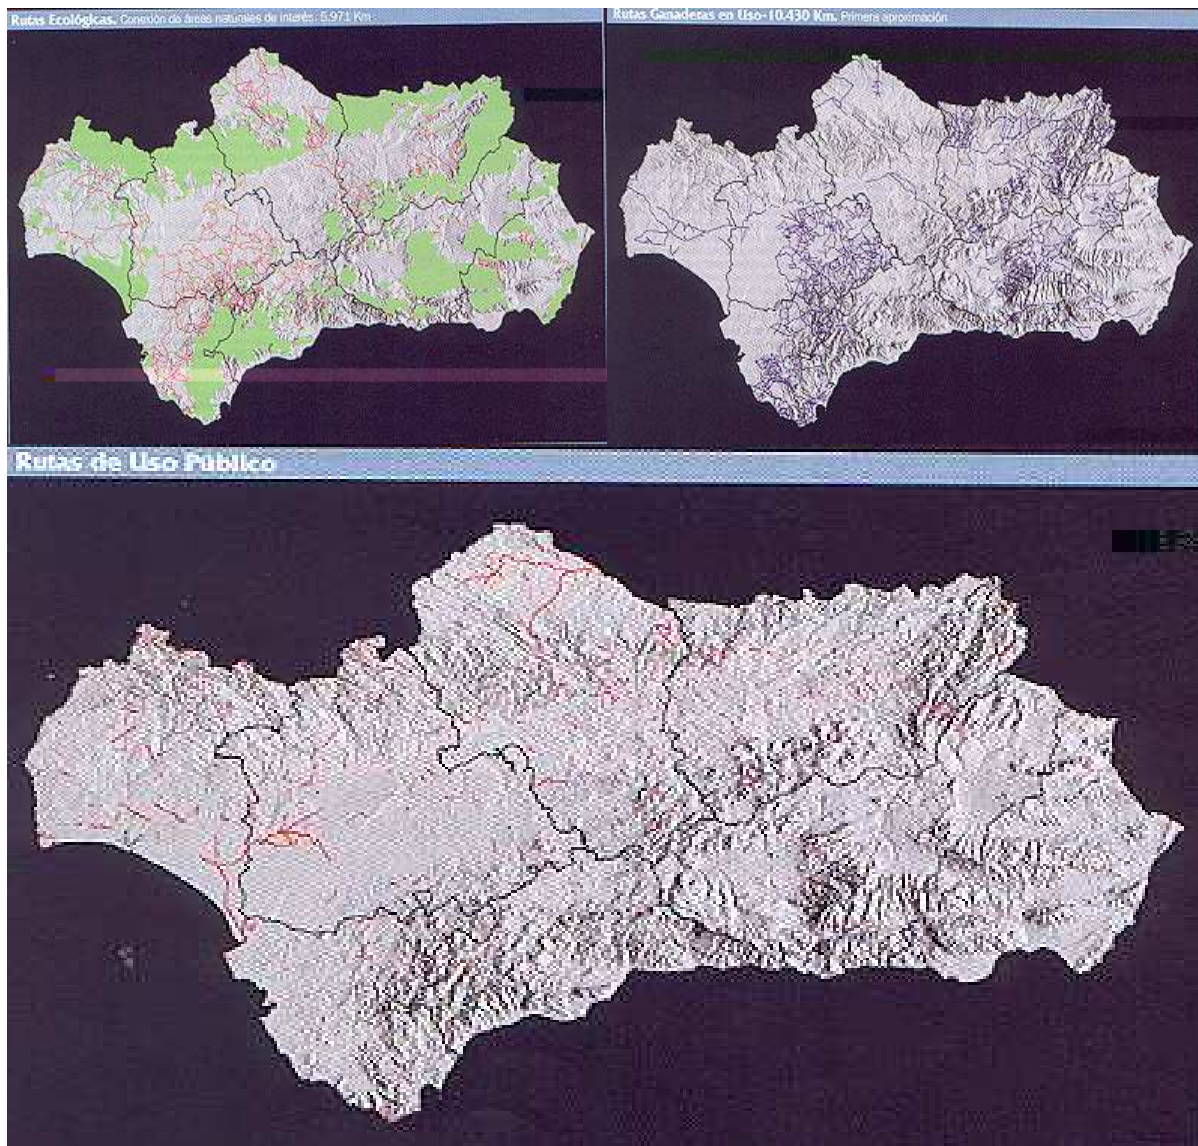 Rutas Ecológicas. Conexión de áreas naturales de interés. 5.971 Km
Rutas Ganaderas en Uso-10.430 Km. Primera aproximación
Rutas de Uso Público